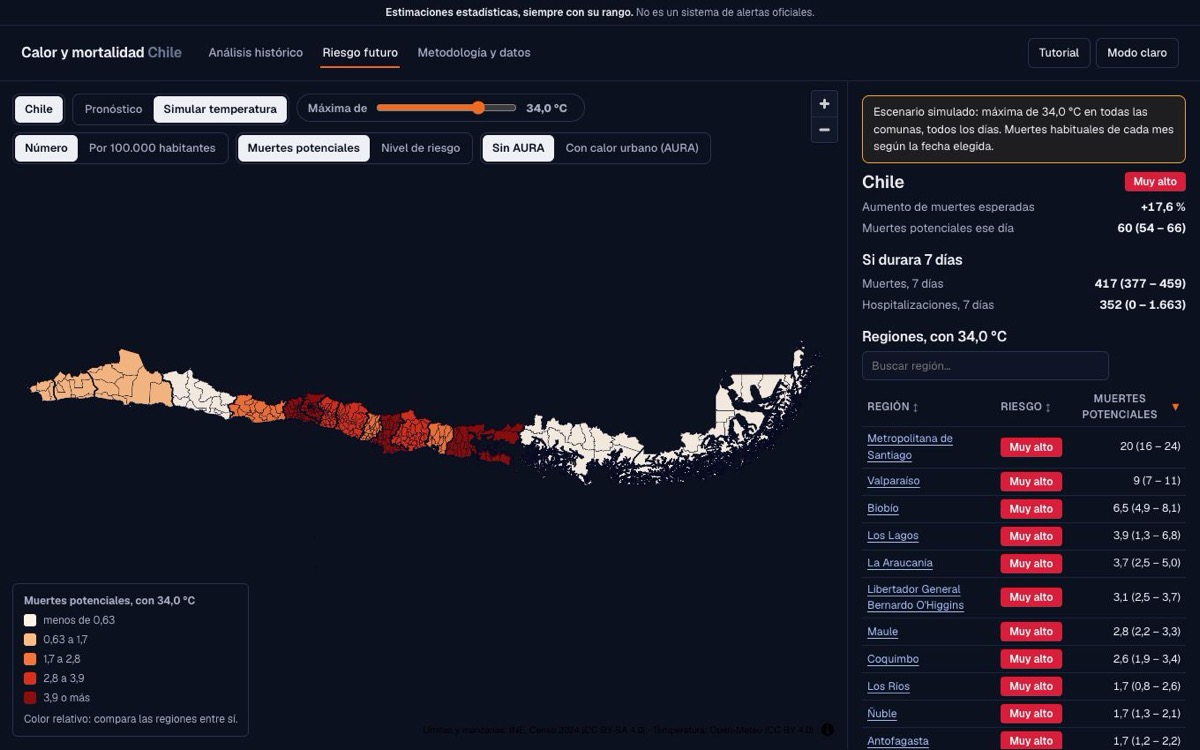 Estimaciones estadísticas, siempre con su rango. No es un sistema de alertas oficiales.
Calor y mortalidad Chile
Análisis histórico
Riesgo futuro
Metodología y datos
Tutorial
Modo claro
Chile
Pronóstico
Simular temperatura
Máxima de
34,0 °C
Número
Por 100.000 habitantes
Muertes potenciales
Nivel de riesgo
Sin AURA
Con calor urbano (AURA)
+
−
Muertes potenciales, con 34,0 °C
menos de 0,63
0,63 a 1,7
1,7 a 2,8
2,8 a 3,9
3,9 o más
Color relativo: compara las regiones entre sí.
Escenario simulado: máxima de 34,0 °C en todas las
comunas, todos los días. Muertes habituales de cada mes
según la fecha elegida.
Chile
Muy alto
Aumento de muertes esperadas +17,6 %
Muertes potenciales ese día 60 (54 – 66)
Si durara 7 días
Muertes, 7 días 417 (377 – 459)
Hospitalizaciones, 7 días 352 (0 – 1.663)
Regiones, con 34,0 °C
Buscar región…
REGIÓN ↕ RIESGO ↕ MUERTES
POTENCIALES ▼
Metropolitana de
Santiago Muy alto 20 (16 – 24)
Valparaíso Muy alto 9 (7 – 11)
Biobío Muy alto 6,5 (4,9 – 8,1)
Los Lagos Muy alto 3,9 (1,3 – 6,8)
La Araucanía Muy alto 3,7 (2,5 – 5,0)
Libertador General
Bernardo O'Higgins Muy alto 3,1 (2,5 – 3,7)
Maule Muy alto 2,8 (2,2 – 3,3)
Coquimbo Muy alto 2,6 (1,9 – 3,4)
Los Ríos Muy alto 1,7 (0,8 – 2,6)
Ñuble Muy alto 1,7 (1,3 – 2,1)
Antofagasta Muy alto 1,7 (1,2 – 2,2)